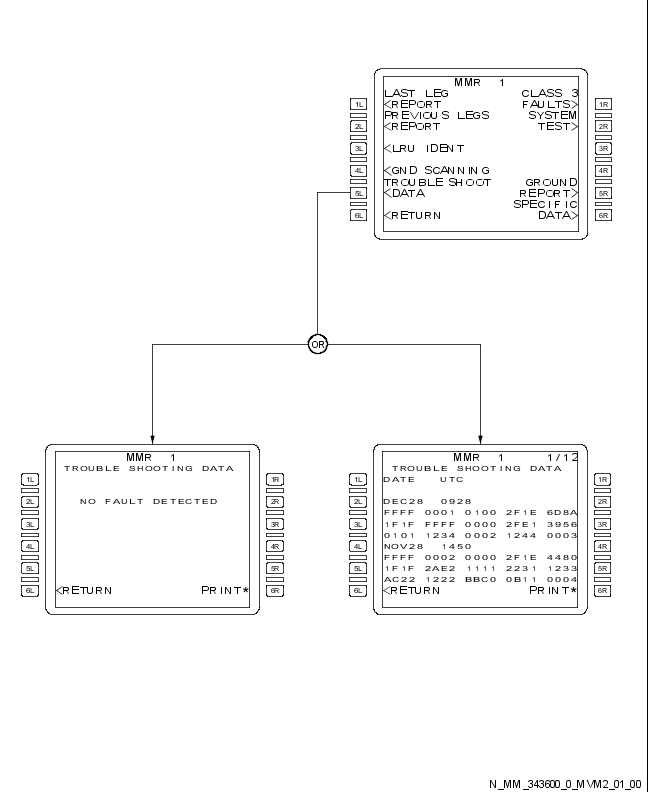 MMR 1
LAST LEG CLASS 3
1L <REPORT FAULTS> 1R
PREVIOUS LEGS SYSTEM
2L <REPORT TEST> 2R
3L <LRU IDENT 3R
4L <GND SCANNING 4R
TROUBLE SHOOT GROUND
5L <DATA REPORT> 5R
SPECIFIC
6L <RETURN DATA> 6R
OR
MMR 1
TROUBLE SHOOTING DATA
1L 1R
2L NO FAULT DETECTED 2R
3L 3R
4L 4R
5L 5R
6L <RETURN PRINT* 6R
MMR 1 1/12
TROUBLE SHOOTING DATA
1L DATE UTC 1R
2L DEC28 0928 2R
FFFF 0001 0100 2F1E 6D8A
3L 1F1F FFFF 0000 2FE1 3956 3R
0101 1234 0002 1244 0003
4L NOV28 1450 4R
FFFF 0002 0000 2F1E 4480
5L 1F1F 2AE2 1111 2231 1233 5R
AC22 1222 BBC0 0B11 0004
6L <RETURN PRINT* 6R
N_MM_343600_0_MVM2_01_00